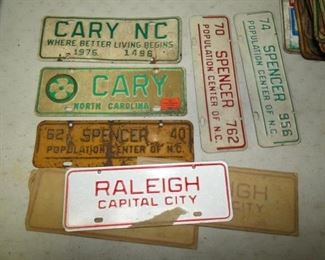 CARY NC
WHERE BETTER LIVING BEGINS
1976 1496
CARY
NORTH CAROLINA
62 SPENCER 40
POPULATION CENTER OF N.C.
RALEIGH
CAPITAL CITY
70 SPENCER 762
POPULATION CENTER OF N.C.
74 SPENCER 956
POPULATION CENTER OF N.C.
CITY